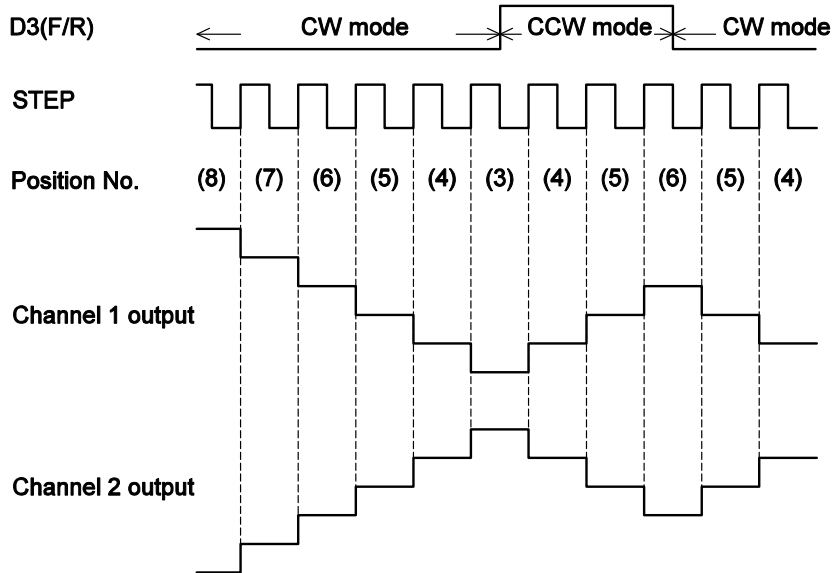 D3(F/R) CW mode CCW mode CW mode
STEP
Position No. (8) (7) (6) (5) (4) (3) (4) (5) (6) (5) (4)
Channel 1 output
Channel 2 output